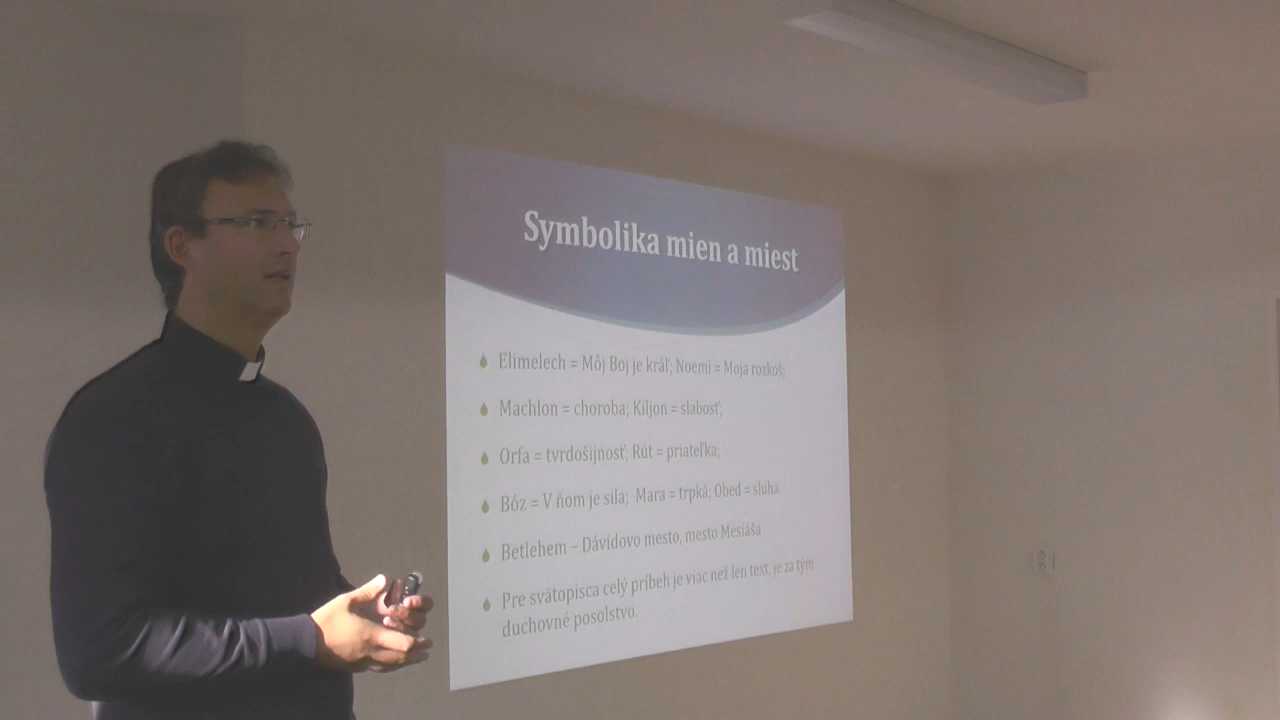 Symbolika mien a miest
Elimelech = Môj Boj je kráľ; Noemi = Moja rozkoš;
Machlon = choroba; Kiljon = slabosť;
Orfa = tvrdošijnosť; Rút = priateľka;
Bóz = V ňom je sila; Mara = trpká; Obed = sluha.
Betlehem – Dávidovo mesto, mesto Mesiáša
Pre svätopisca celý príbeh je viac než len text, je za tým
duchovné posolstvo.